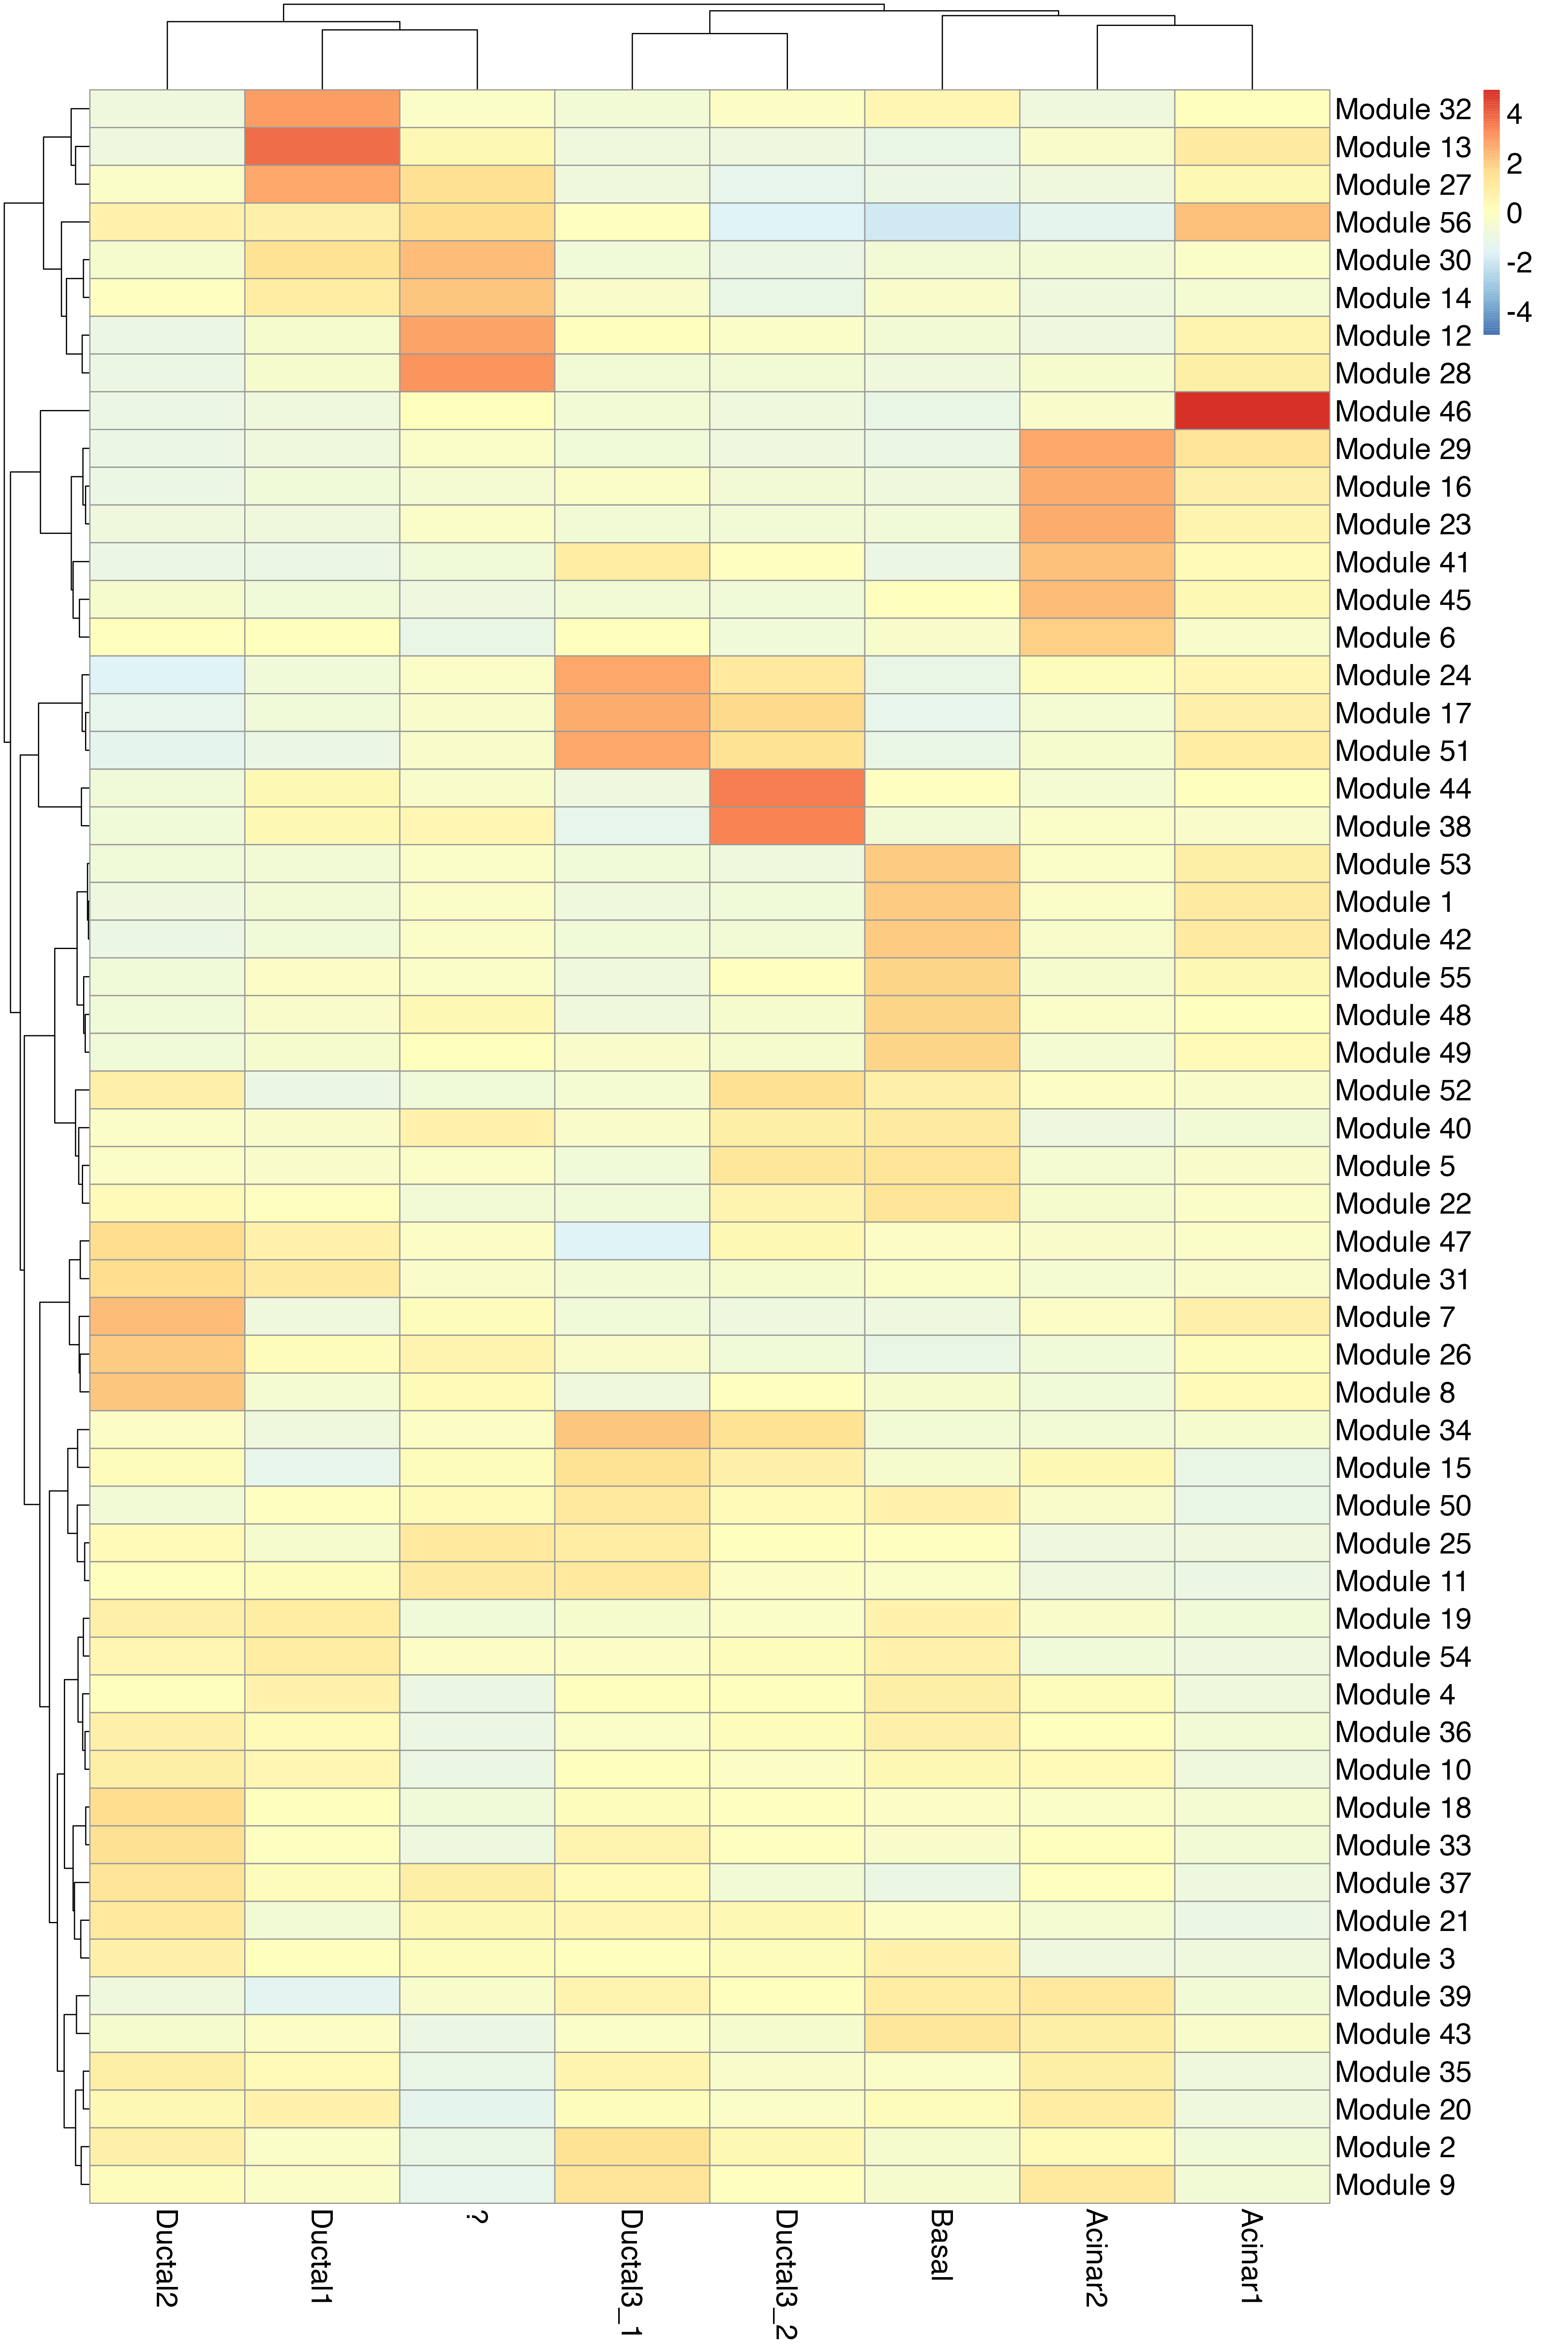 Module 32
Module 13
Module 27
Module 56
Module 30
Module 14
Module 12
Module 28
Module 46
Module 29
Module 16
Module 23
Module 41
Module 45
Module 6
Module 24
Module 17
Module 51
Module 44
Module 38
Module 53
Module 1
Module 42
Module 55
Module 48
Module 49
Module 52
Module 40
Module 5
Module 22
Module 47
Module 31
Module 7
Module 26
Module 8
Module 34
Module 15
Module 50
Module 25
Module 11
Module 19
Module 54
Module 4
Module 36
Module 10
Module 18
Module 33
Module 37
Module 21
Module 3
Module 39
Module 43
Module 35
Module 20
Module 2
Module 9
4
2
0
-2
-4
Ductal2
Ductal1
?
Ductal3_1
Ductal3_2
Basal
Acinar2
Acinar1